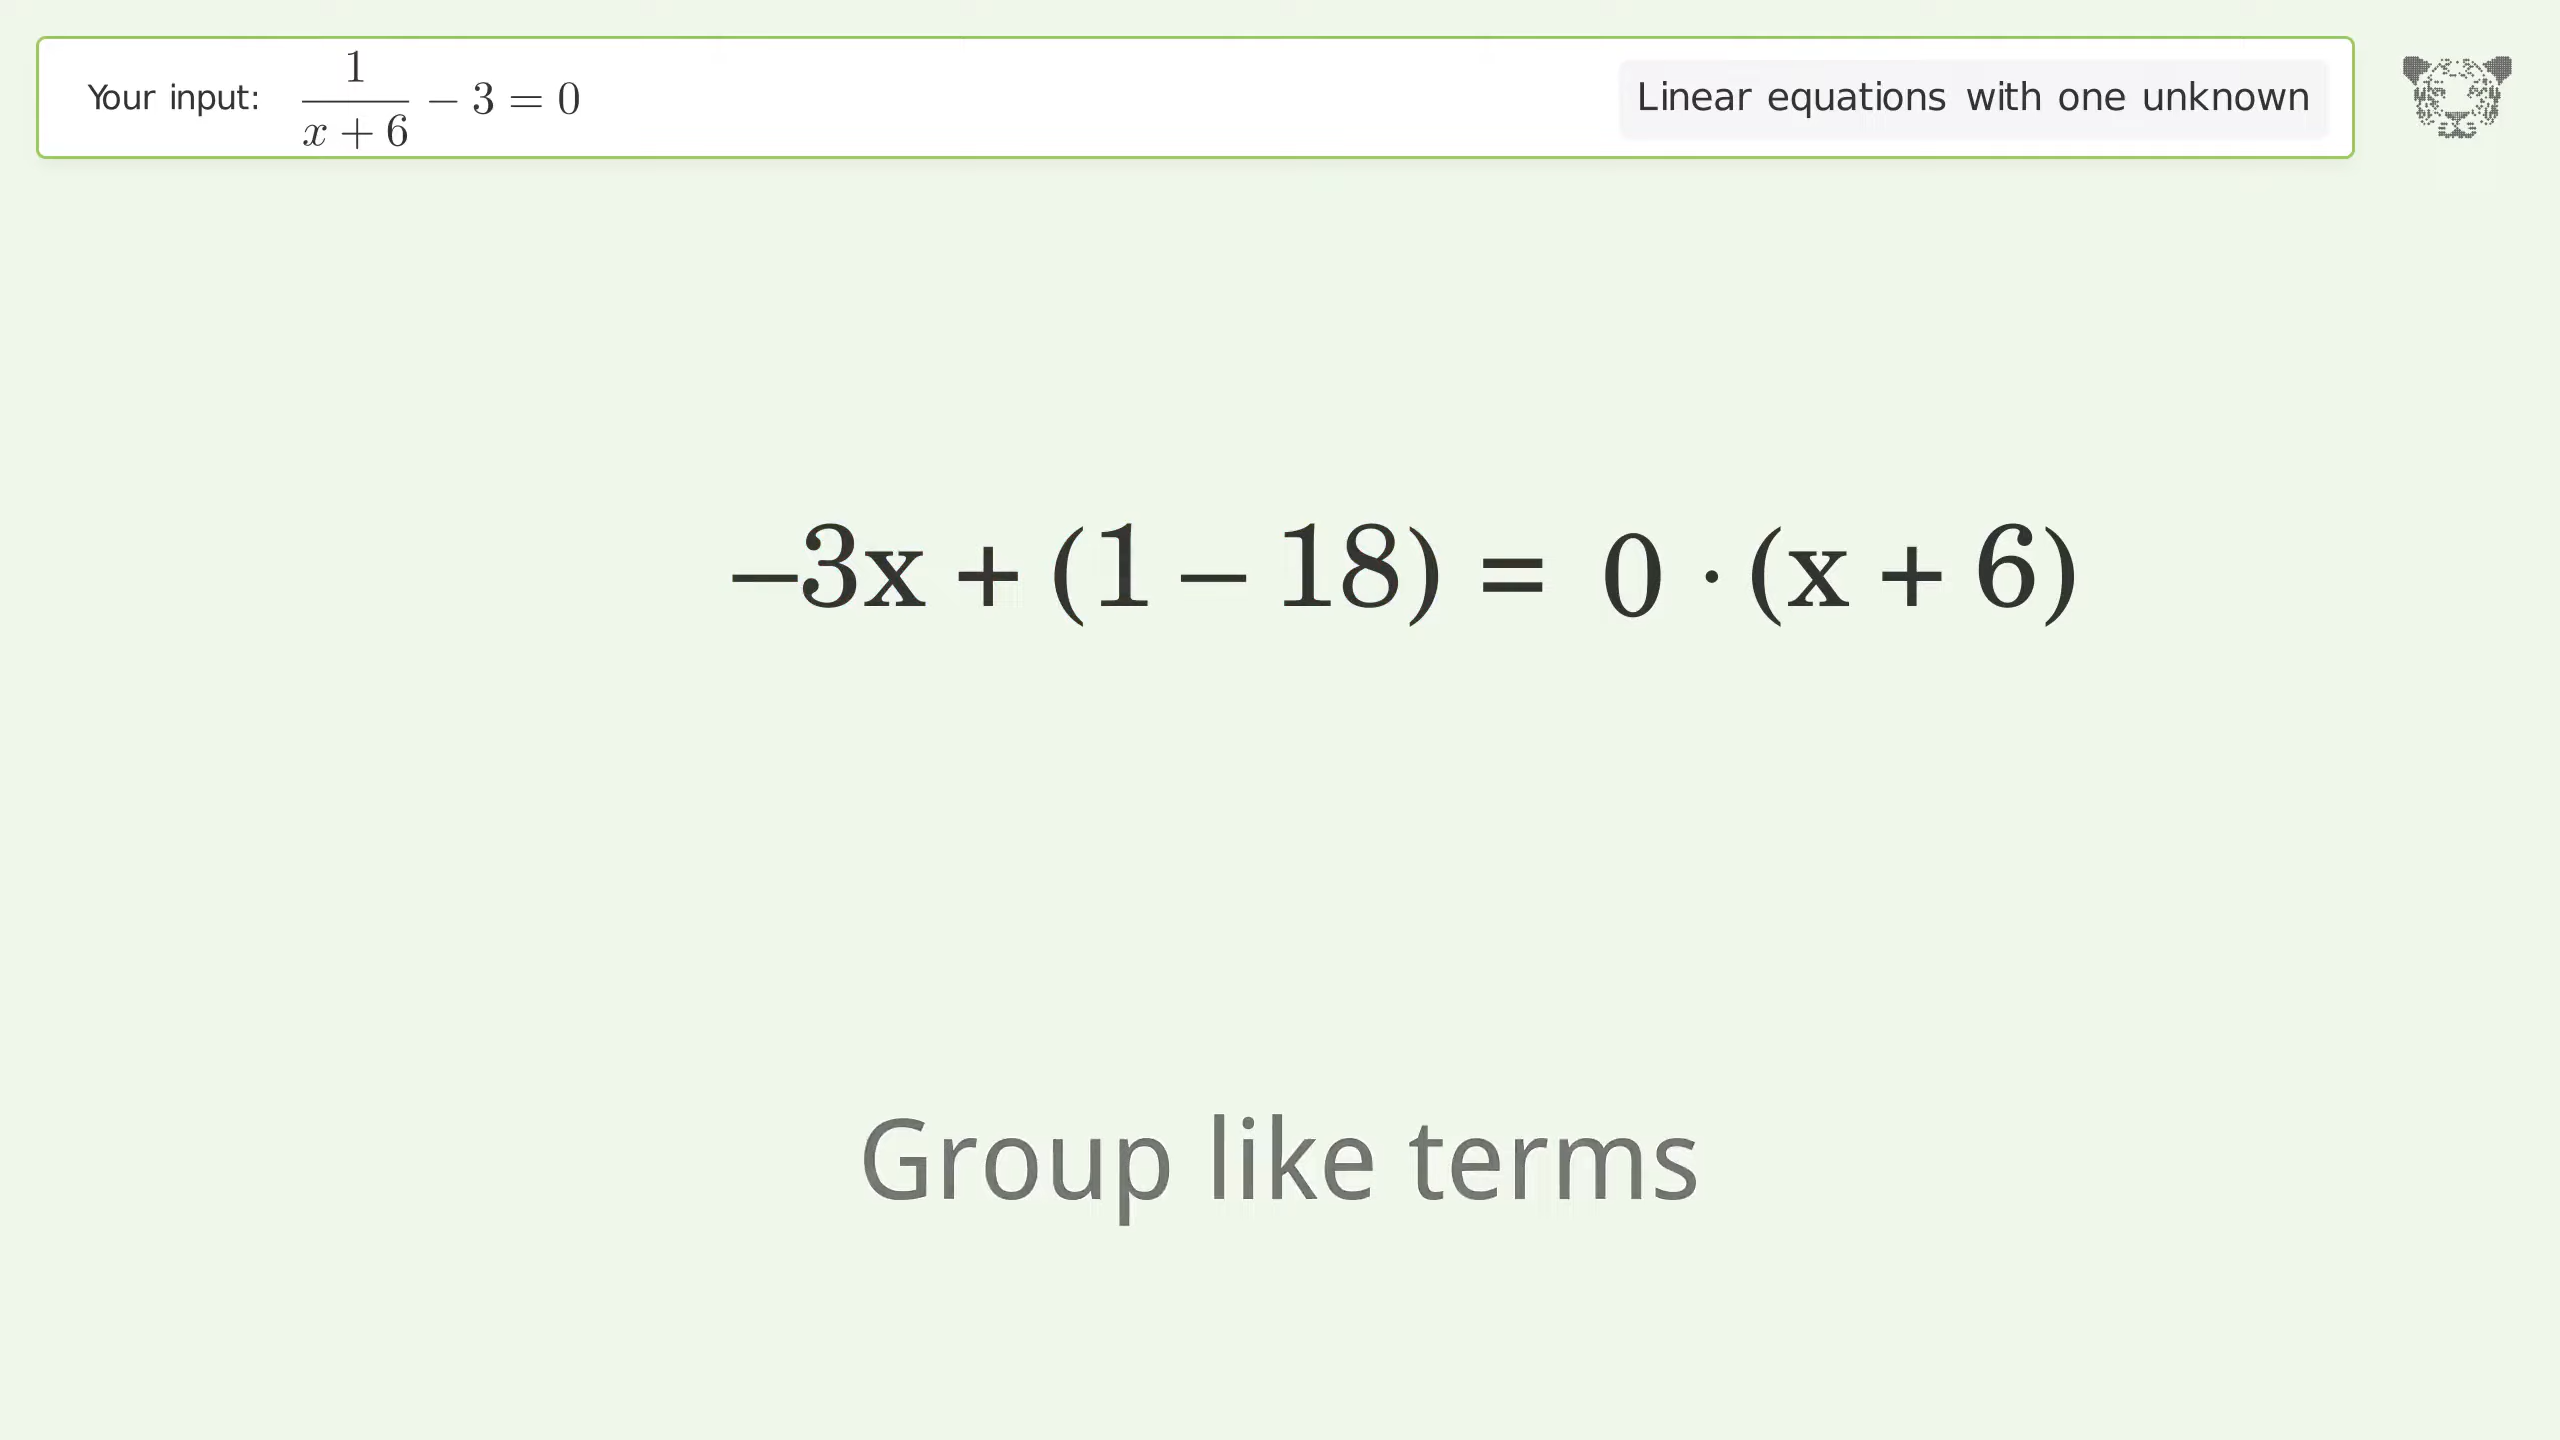 Your input: \frac{1}{x + 6} − 3 = 0
Linear equations with one unknown
−3x + (1 − 18) = 0 · (x + 6)
Group like terms